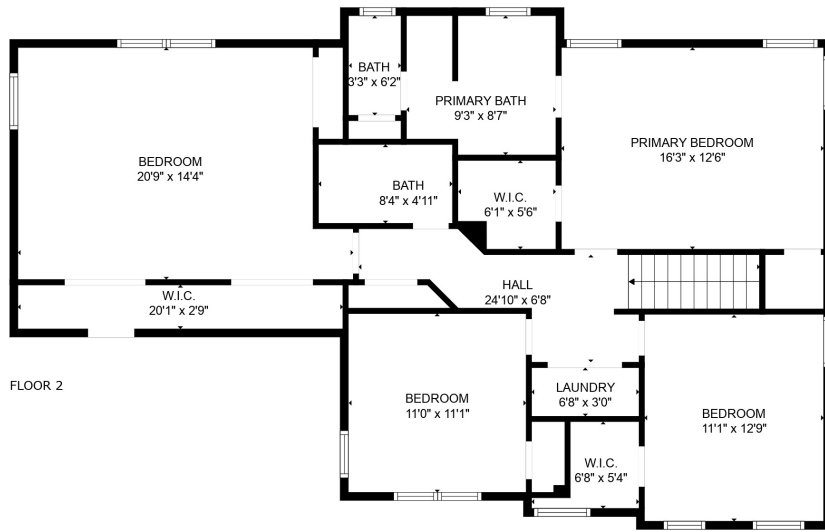 BATH
3'3" x 6'2"
PRIMARY BATH
9'3" x 8'7"
BEDROOM
20'9" x 14'4"
PRIMARY BEDROOM
16'3" x 12'6"
BATH
8'4" x 4'11"
W.I.C.
6'1" x 5'6"
HALL
24'10" x 6'8"
W.I.C.
20'1" x 2'9"
FLOOR 2
BEDROOM
11'0" x 11'1"
LAUNDRY
6'8" x 3'0"
BEDROOM
11'1" x 12'9"
W.I.C.
6'8" x 5'4"